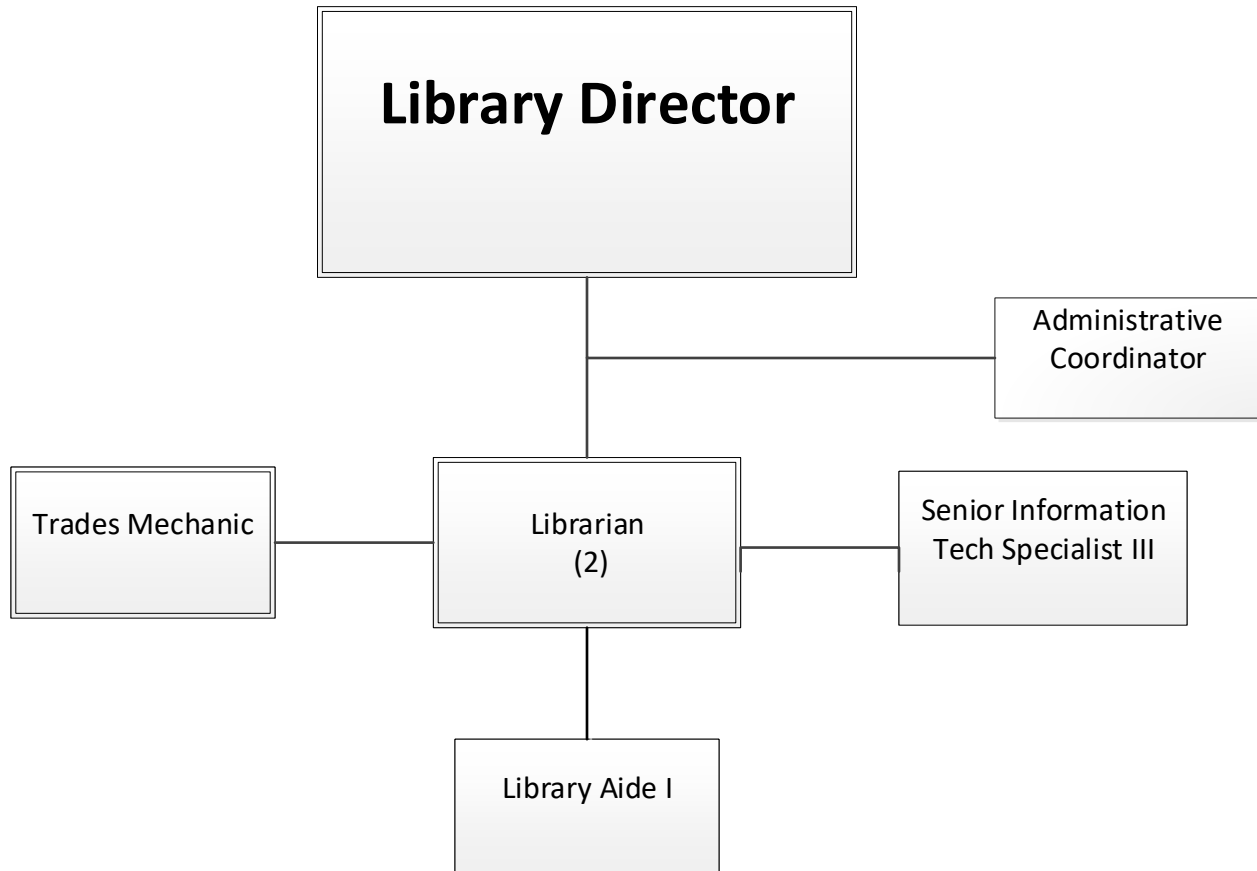 Library Director
Administrative
Coordinator
Trades Mechanic
Librarian
(2)
Senior Information
Tech Specialist III
Library Aide I